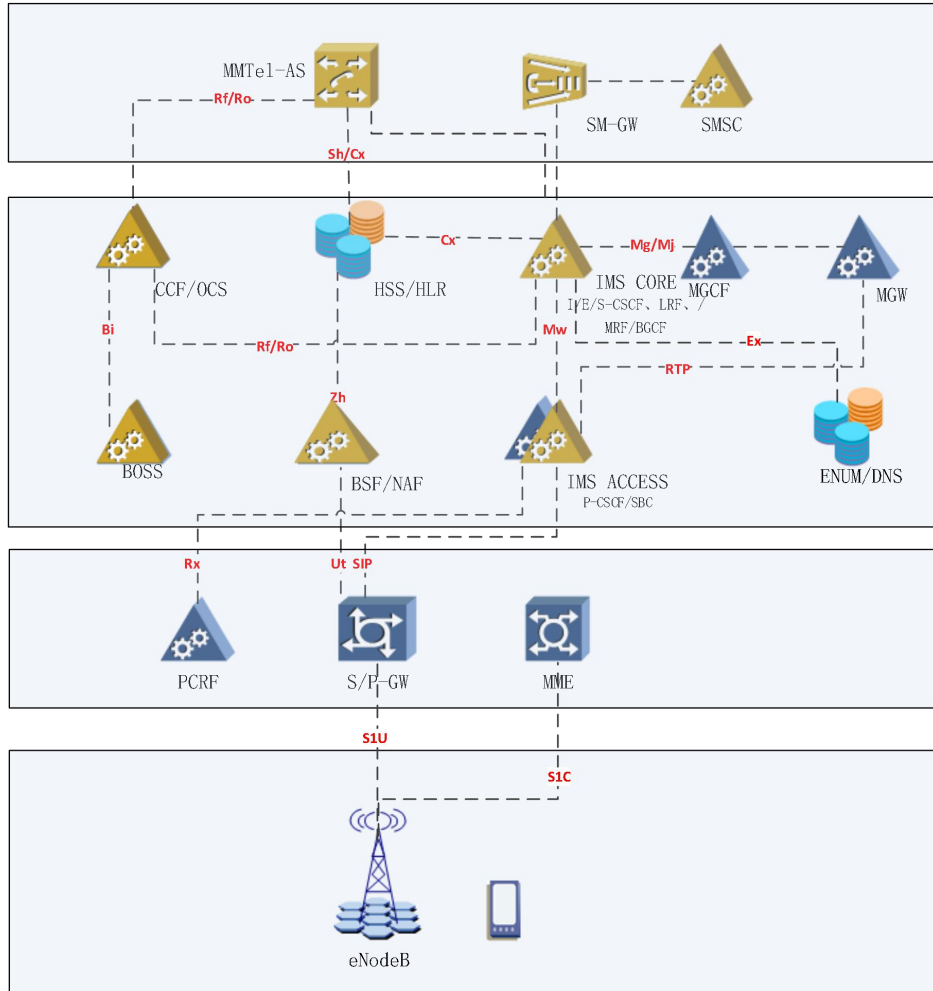 MMTel-AS
SM-GW
SMSC
Rf/Ro
Sh/Cx
Cx
Mg/Mj
CCF/OCS
HSS/HLR
IMS CORE
I/E/S-CSCF、LRF、/
MRF/BGCF
MGCF
MGW
Bi
Rf/Ro
Mw
Ex
RTP
Zh
BOSS
BSF/NAF
IMS ACCESS
P-CSCF/SBC
ENUM/DNS
Rx
Ut
SIP
PCRF
S/P-GW
MME
S1U
S1C
eNodeB